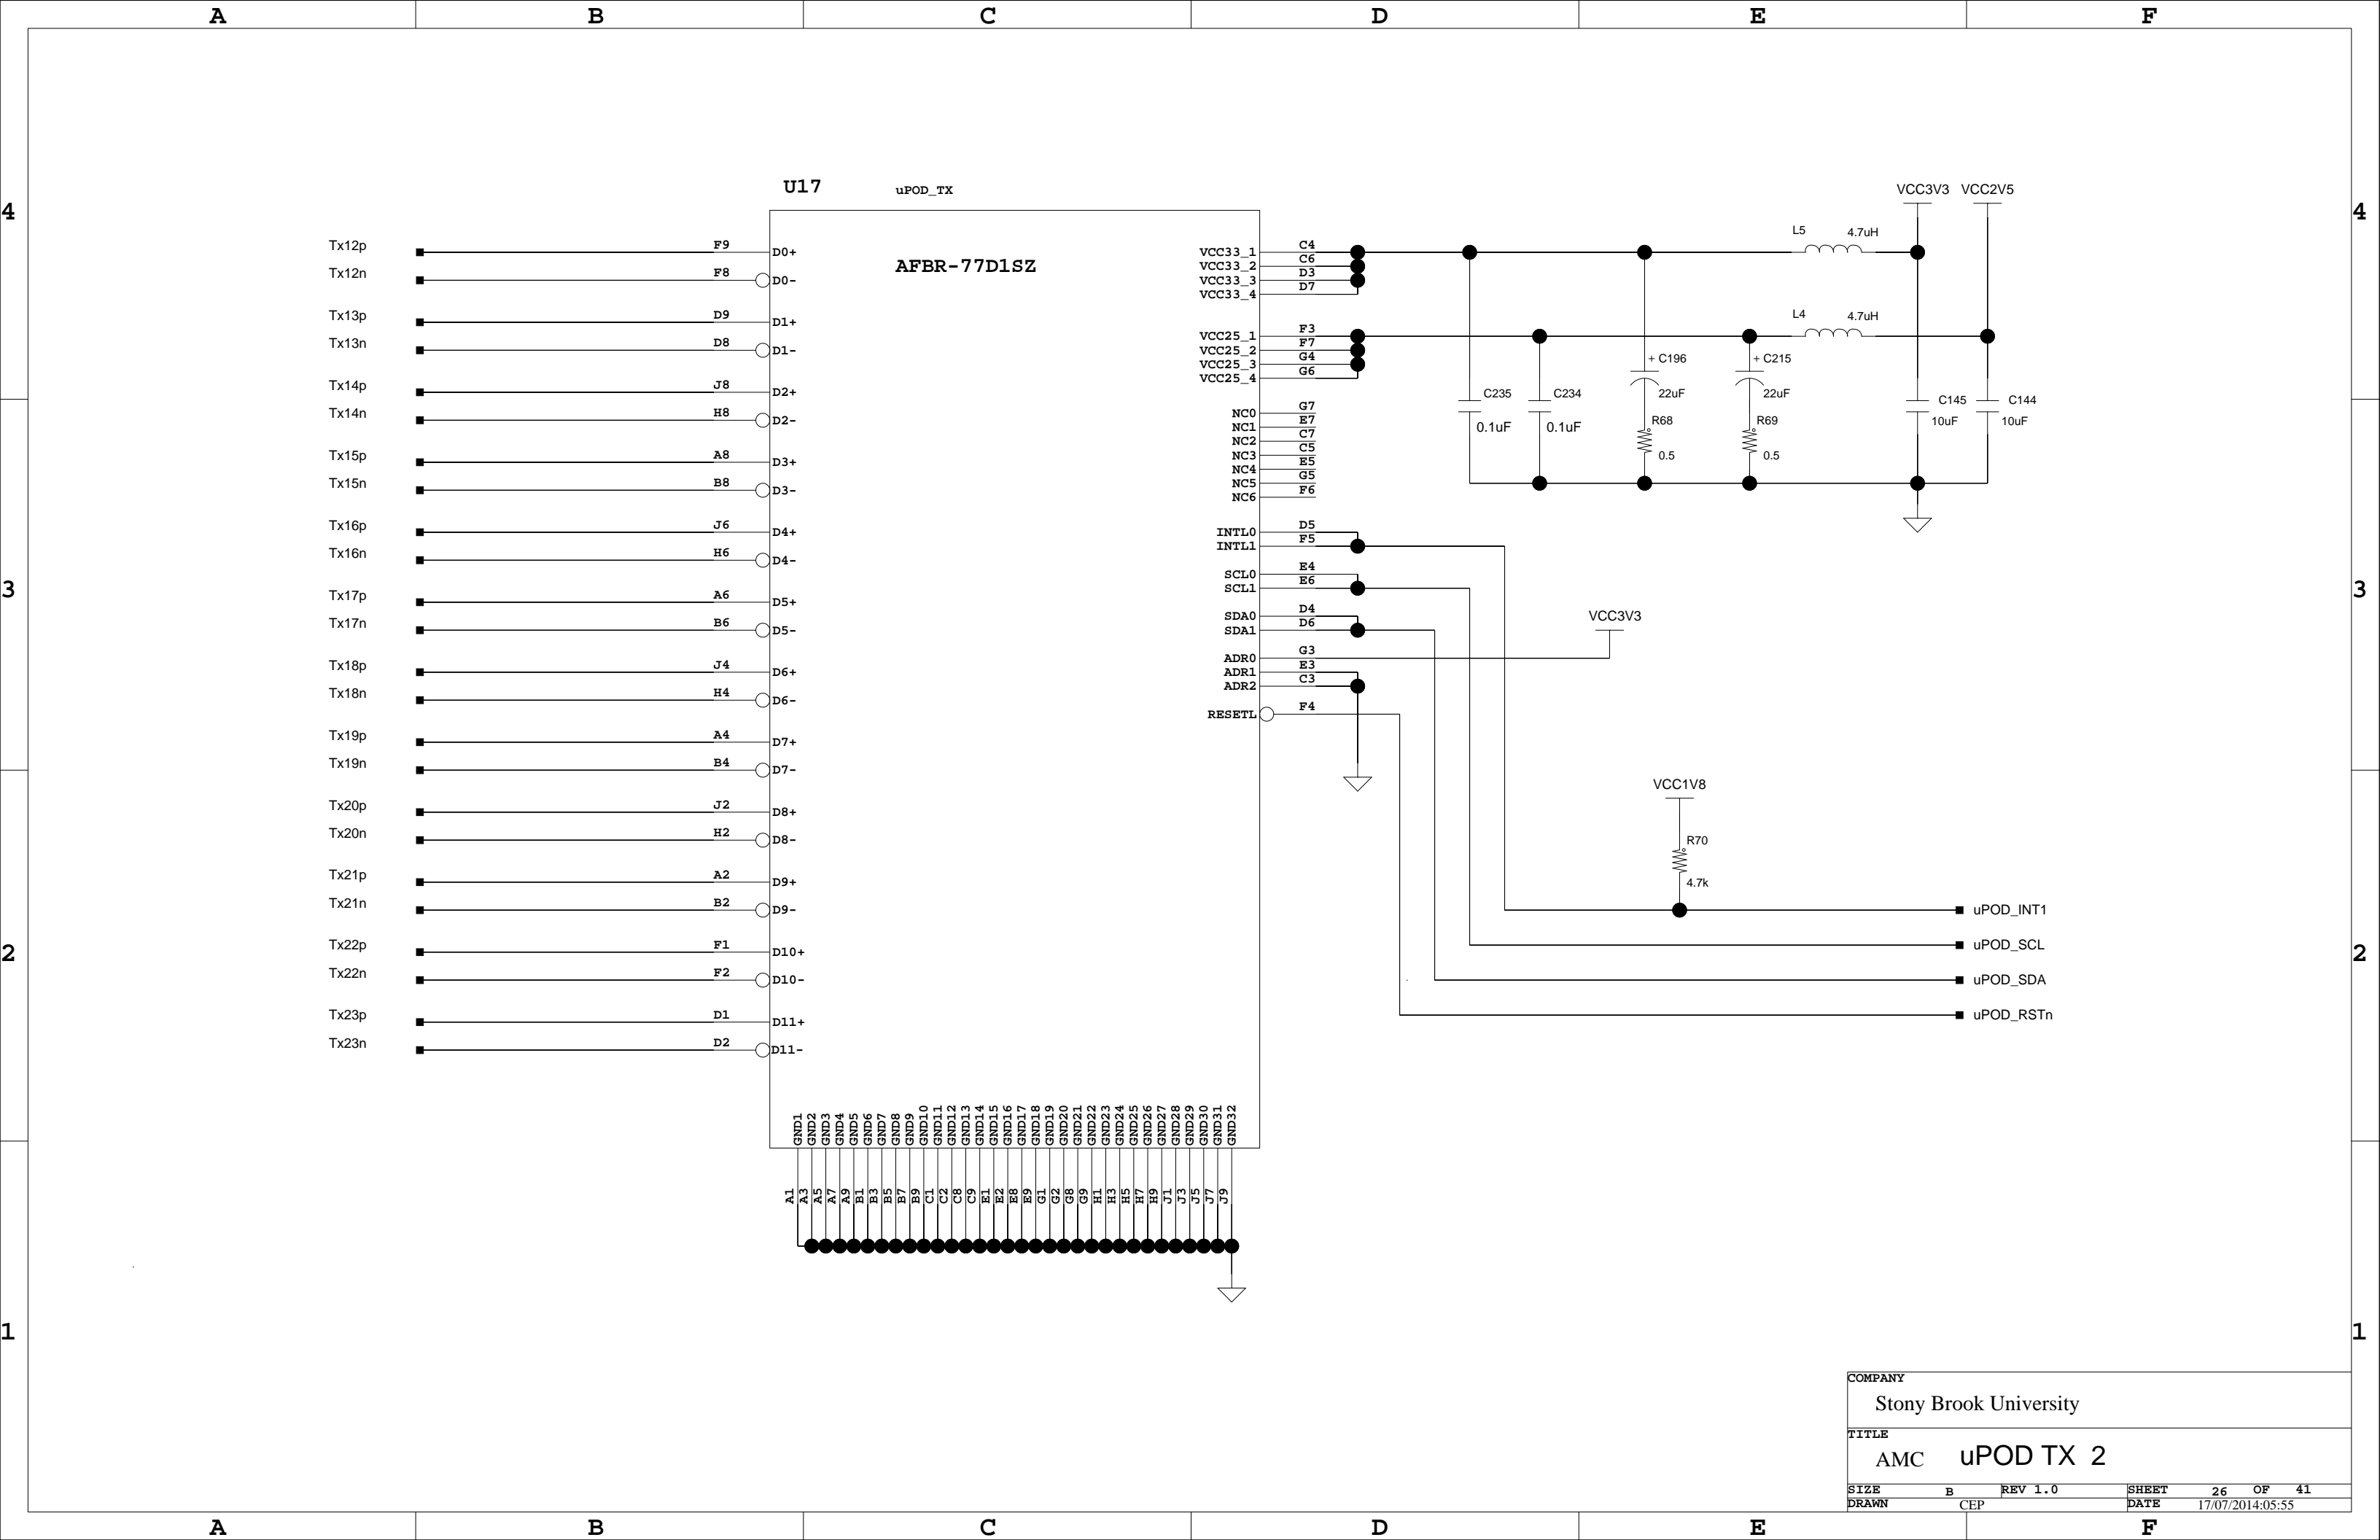 A B C D E F
U17 uPOD_TX
AFBR-77D1SZ
4 4
3 3
2 2
1 1
Tx12p F9 D0+
Tx12n F8 D0-
Tx13p D9 D1+
Tx13n D8 D1-
Tx14p J8 D2+
Tx14n H8 D2-
Tx15p A8 D3+
Tx15n B8 D3-
Tx16p J6 D4+
Tx16n H6 D4-
Tx17p A6 D5+
Tx17n B6 D5-
Tx18p J4 D6+
Tx18n H4 D6-
Tx19p A4 D7+
Tx19n B4 D7-
Tx20p J2 D8+
Tx20n H2 D8-
Tx21p A2 D9+
Tx21n B2 D9-
Tx22p F1 D10+
Tx22n F2 D10-
Tx23p D1 D11+
Tx23n D2 D11-
VCC33_1 C4
VCC33_2 C6
VCC33_3 D3
VCC33_4 D7
VCC25_1 F3
VCC25_2 F7
VCC25_3 G4
VCC25_4 G6
NC0 G7
NC1 E7
NC2 C7
NC3 C5
NC4 E5
NC5 G5
NC6 F6
INTL0 D5
INTL1 F5
SCL0 E4
SCL1 E6
SDA0 D4
SDA1 D6
ADR0 G3
ADR1 E3
ADR2 C3
RESETL F4
VCC3V3 VCC2V5
L5 4.7uH
L4 4.7uH
+ C196 22uF
+ C215 22uF
C235 0.1uF
C234 0.1uF
R68 0.5
R69 0.5
C145 10uF
C144 10uF
VCC3V3
VCC1V8
R70
4.7k
uPOD_INT1
uPOD_SCL
uPOD_SDA
uPOD_RSTn
GND1 GND2 GND3 GND4 GND5 GND6 GND7 GND8 GND9 GND10 GND11 GND12 GND13 GND14 GND15 GND16 GND17 GND18 GND19 GND20 GND21 GND22 GND23 GND24 GND25 GND26 GND27 GND28 GND29 GND30 GND31 GND32
A1 A3 A5 A7 A9 B1 B3 B5 B7 B9 C1 C2 C8 C9 E1 E2 E8 E9 G1 G2 G8 G9 H1 H3 H5 H7 H9 J1 J3 J5 J7 J9
COMPANY
Stony Brook University
TITLE
AMC uPOD TX 2
SIZE B REV 1.0 SHEET 26 OF 41
DRAWN CEP DATE 17/07/2014:05:55
A B C D E F